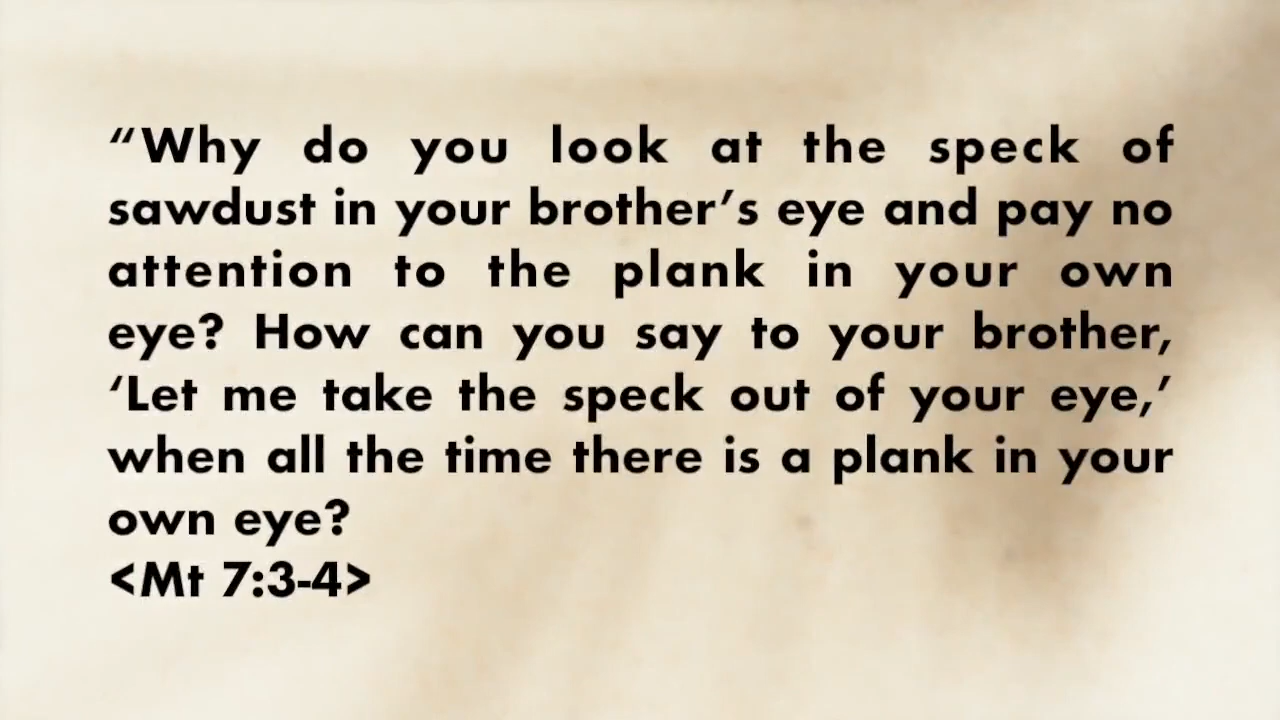 “Why do you look at the speck of
sawdust in your brother’s eye and pay no
attention to the plank in your own
eye? How can you say to your brother,
‘Let me take the speck out of your eye,’
when all the time there is a plank in your
own eye?
<Mt 7:3-4>